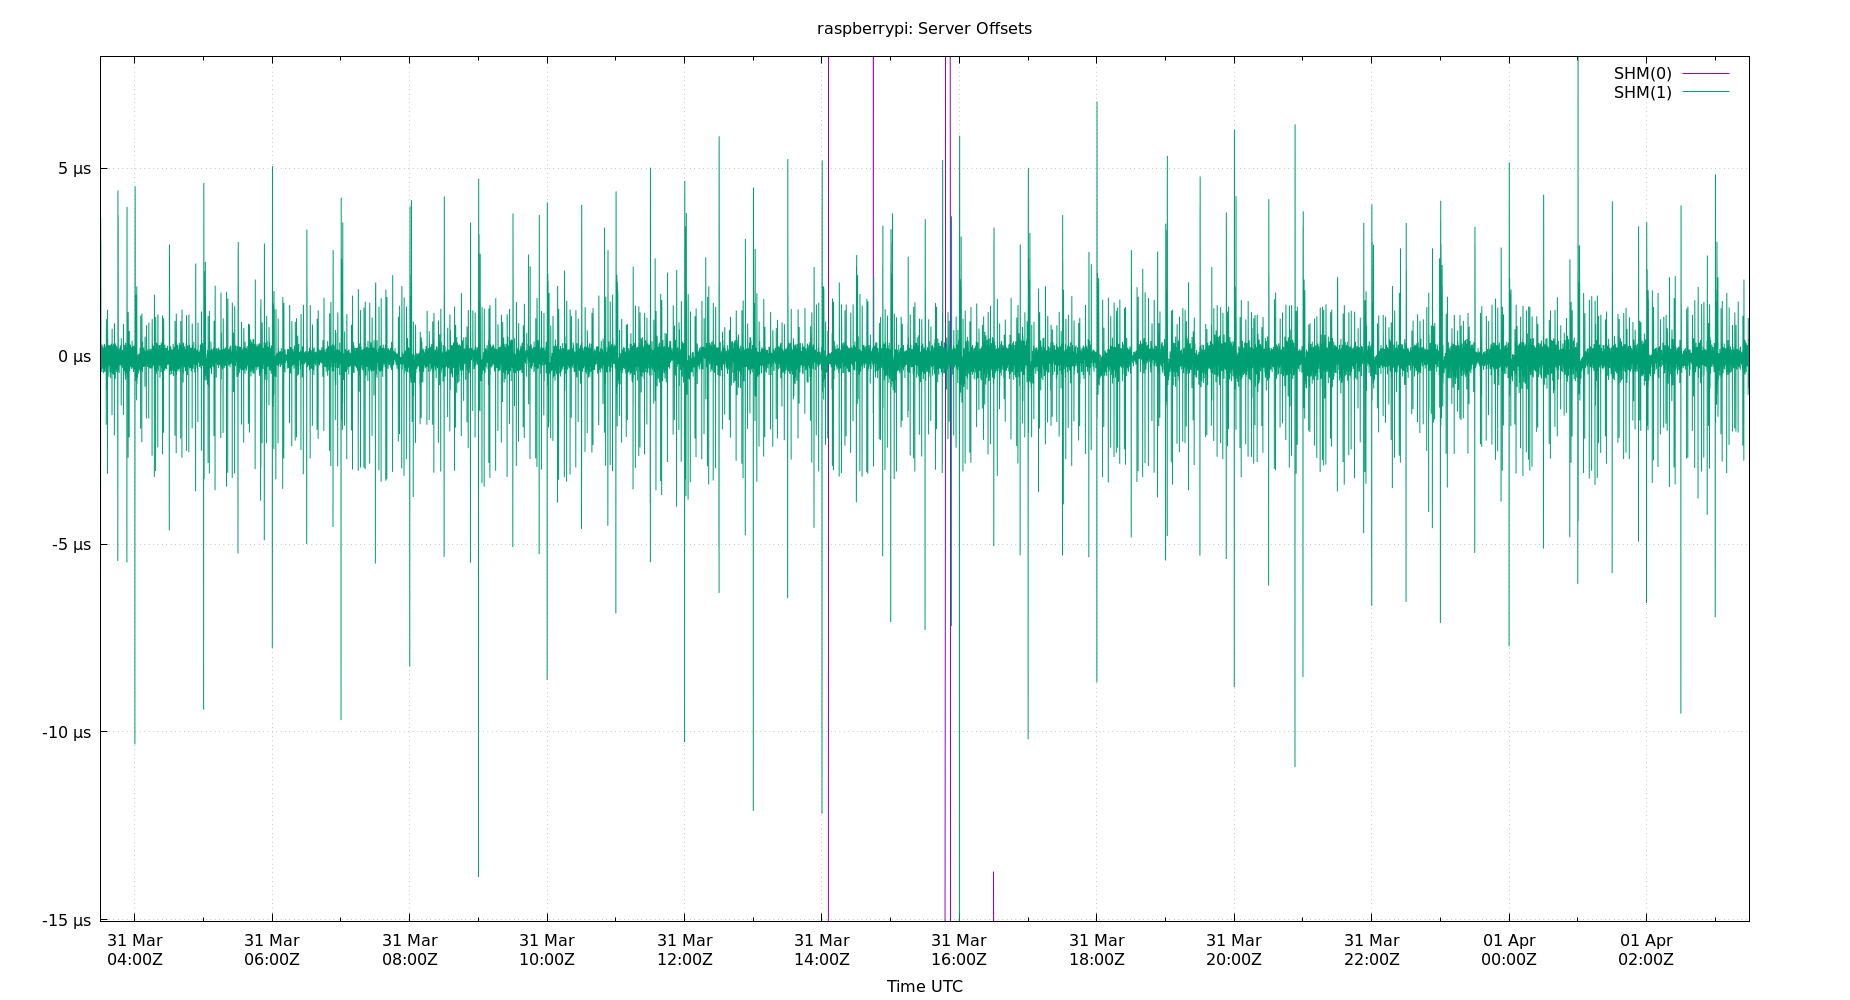 raspberrypi: Server Offsets
SHM(0)
SHM(1)
5 µs
0 µs
-5 µs
-10 µs
-15 µs
31 Mar 31 Mar 31 Mar 31 Mar 31 Mar 31 Mar 31 Mar 31 Mar 31 Mar 31 Mar 01 Apr 01 Apr
04:00Z 06:00Z 08:00Z 10:00Z 12:00Z 14:00Z 16:00Z 18:00Z 20:00Z 22:00Z 00:00Z 02:00Z
Time UTC